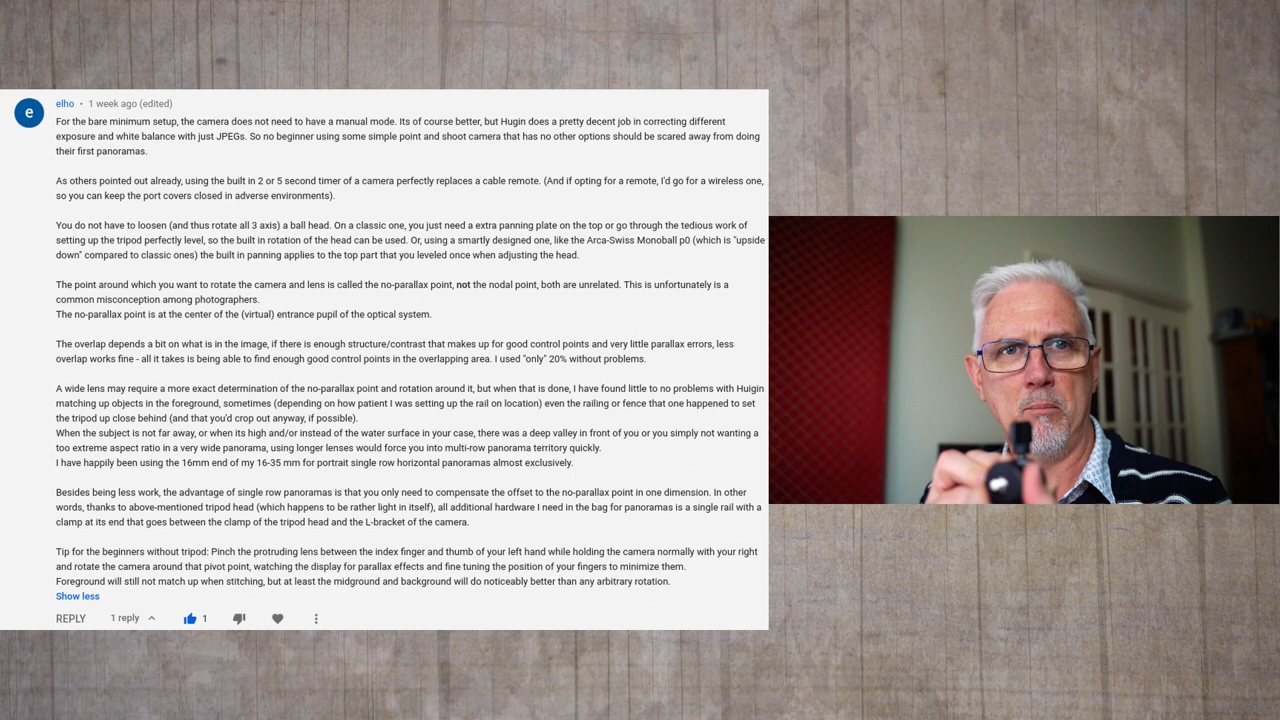 e
elho • 1 week ago (edited)
For the bare minimum setup, the camera does not need to have a manual mode. Its of course better, but Hugin does a pretty decent job in correcting different
exposure and white balance with just JPEGs. So no beginner using some simple point and shoot camera that has no other options should be scared away from doing
their first panoramas.
As others pointed out already, using the built in 2 or 5 second timer of a camera perfectly replaces a cable remote. (And if opting for a remote, I'd go for a wireless one,
so you can keep the port covers closed in adverse environments).
You do not have to loosen (and thus rotate all 3 axis) a ball head. On a classic one, you just need a extra panning plate on the top or go through the tedious work of
setting up the tripod perfectly level, so the built in rotation of the head can be used. Or, using a smartly designed one, like the Arca-Swiss Monoball p0 (which is "upside
down" compared to classic ones) the built in panning applies to the top part that you leveled once when adjusting the head.
The point around which you want to rotate the camera and lens is called the no-parallax point, not the nodal point, both are unrelated. This is unfortunately is a
common misconception among photographers.
The no-parallax point is at the center of the (virtual) entrance pupil of the optical system.
The overlap depends a bit on what is in the image, if there is enough structure/contrast that makes up for good control points and very little parallax errors, less
overlap works fine - all it takes is being able to find enough good control points in the overlapping area. I used "only" 20% without problems.
A wide lens may require a more exact determination of the no-parallax point and rotation around it, but when that is done, I have found little to no problems with Huigin
matching up objects in the foreground, sometimes (depending on how patient I was setting up the rail on location) even the railing or fence that one happened to set
the tripod up close behind (and that you'd crop out anyway, if possible).
When the subject is not far away, or when its high and/or instead of the water surface in your case, there was a deep valley in front of you or you simply not wanting a
too extreme aspect ratio in a very wide panorama, using longer lenses would force you into multi-row panorama territory quickly.
I have happily been using the 16mm end of my 16-35 mm for portrait single row horizontal panoramas almost exclusively.
Besides being less work, the advantage of single row panoramas is that you only need to compensate the offset to the no-parallax point in one dimension. In other
words, thanks to above-mentioned tripod head (which happens to be rather light in itself), all additional hardware I need in the bag for panoramas is a single rail with a
clamp at its end that goes between the clamp of the tripod head and the L-bracket of the camera.
Tip for the beginners without tripod: Pinch the protruding lens between the index finger and thumb of your left hand while holding the camera normally with your right
and rotate the camera around that pivot point, watching the display for parallax effects and fine tuning the position of your fingers to minimize them.
Foreground will still not match up when stitching, but at least the midground and background will do noticeably better than any arbitrary rotation.
Show less
REPLY 1 reply 1